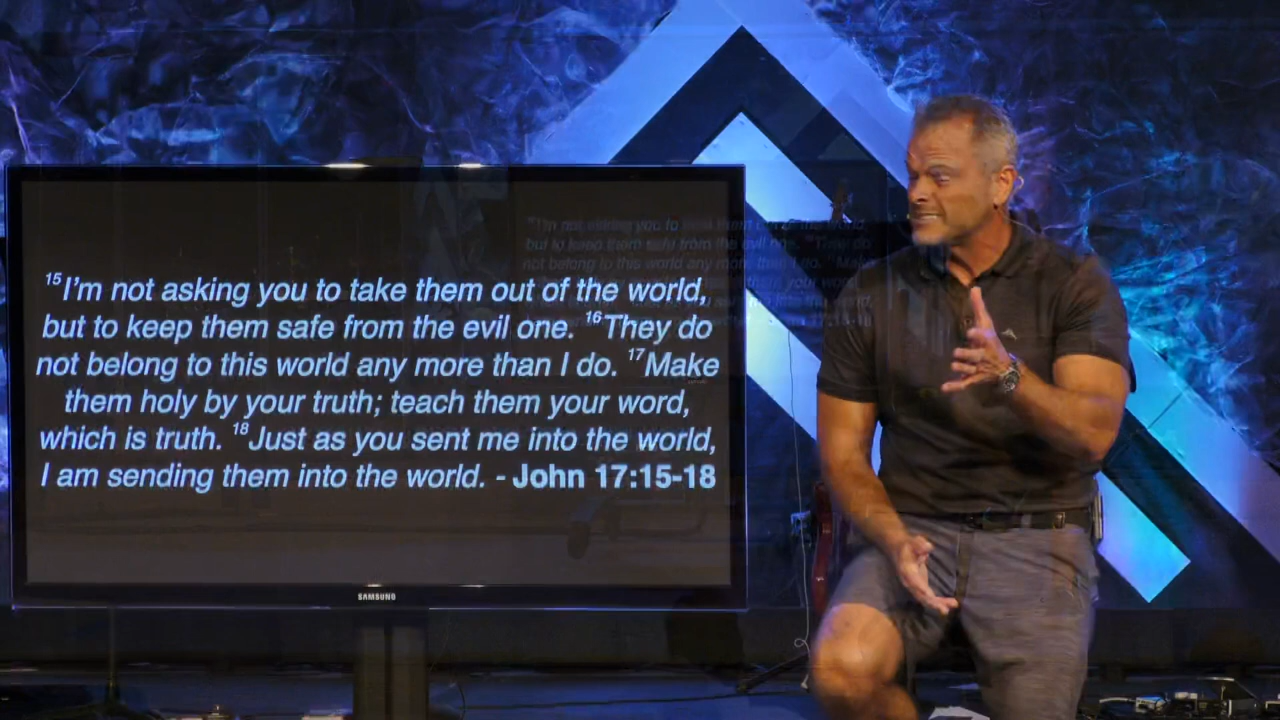 ¹⁵I'm not asking you to take them out of the world,
but to keep them safe from the evil one. ¹⁶They do
not belong to this world any more than I do. ¹⁷Make
them holy by your truth; teach them your word,
which is truth. ¹⁸Just as you sent me into the world,
I am sending them into the world. - John 17:15-18
SAMSUNG